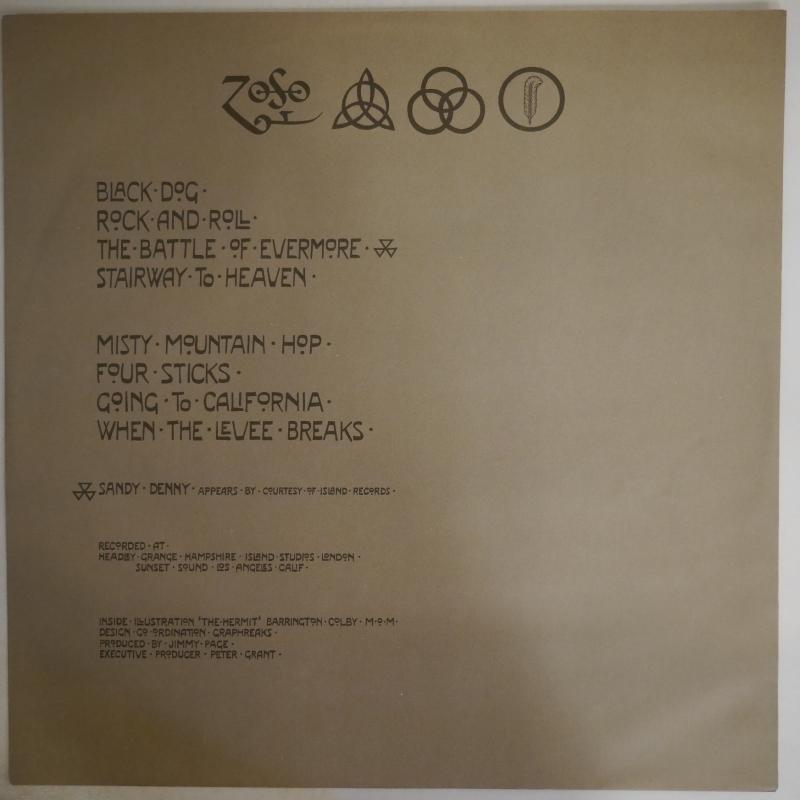 ZoSo
BLACK·DOG·
ROCK·AND·ROLL·
THE·BATTLE·OF·EVERMORE·
STAIRWAY·TO·HEAVEN·
MISTY·MOUNTAIN·HOP·
FOUR·STICKS·
GOING·TO·CALIFORNIA·
WHEN·THE·LEVEE·BREAKS·
SANDY·DENNY·APPEARS·BY·COURTESY·OF·ISLAND·RECORDS·
RECORDED·AT·
HEADLEY·GRANGE·HAMPSHIRE·ISLAND·STUDIOS·LONDON·
SUNSET·SOUND·LOS·ANGELES·CALIF·
INSIDE·ILLUSTRATION 'THE·HERMIT' BARRINGTON·COLBY·M·O·M·
DESIGN·CO·ORDINATION·GRAPHREAKS·
PRODUCED·BY·JIMMY·PAGE·
EXECUTIVE·PRODUCER·PETER·GRANT·